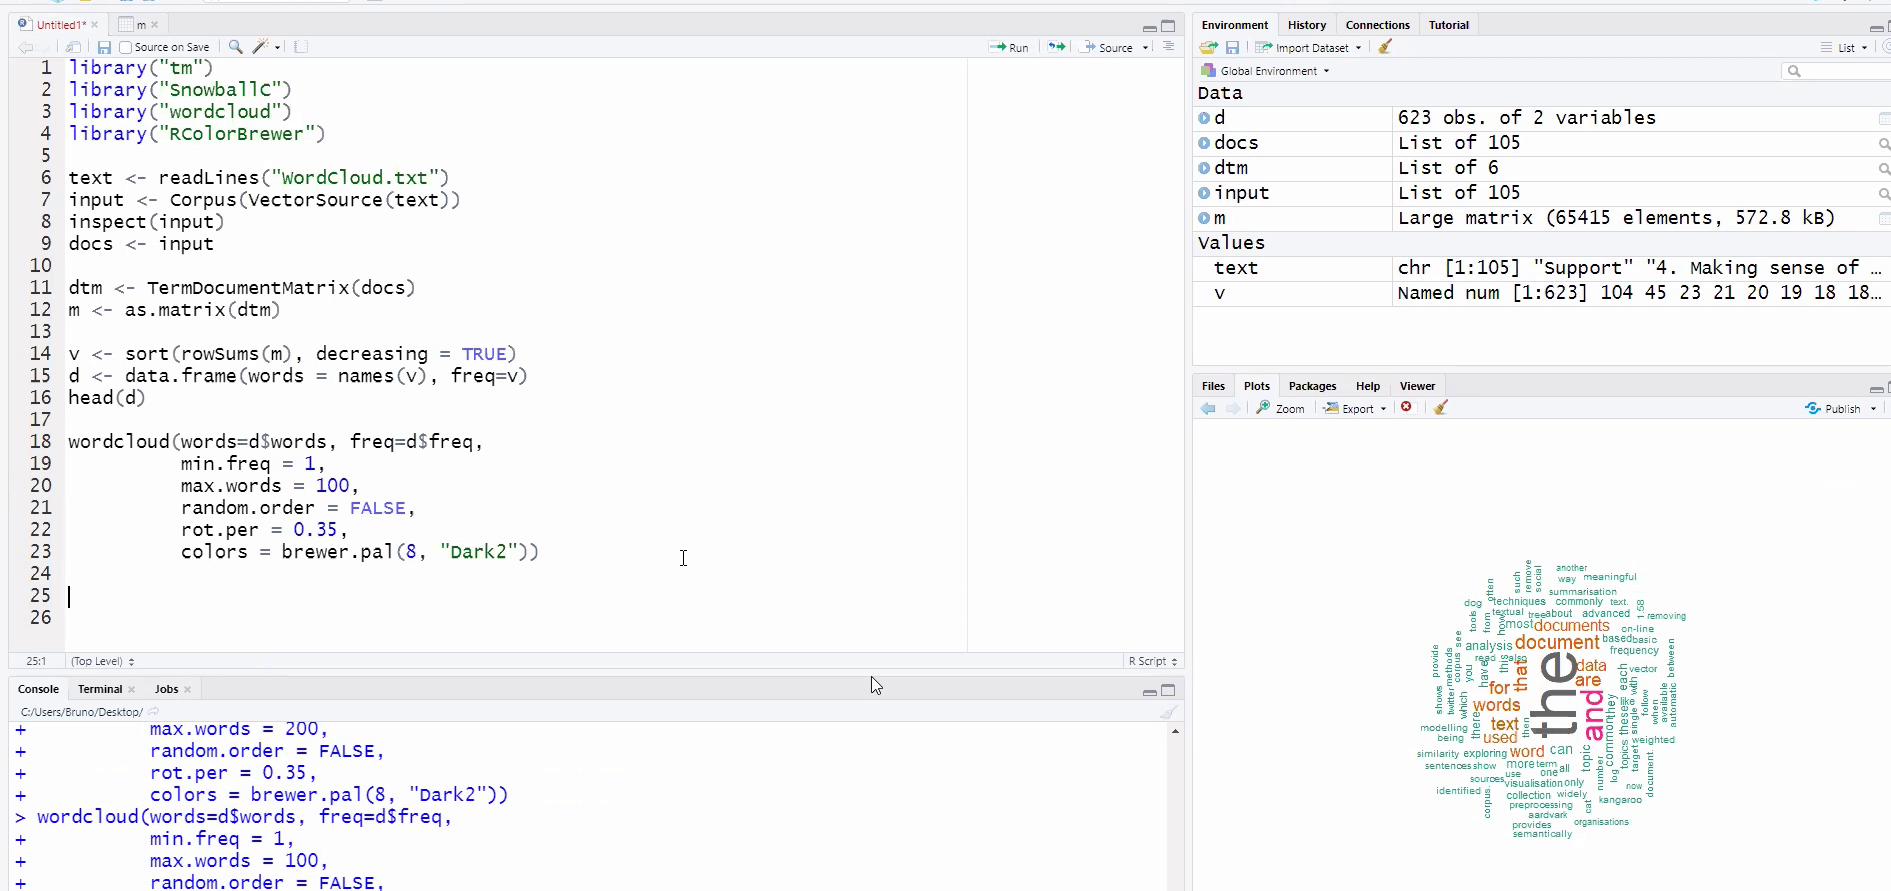 Untitled1*
m
Source on Save
Run
Source
1 library("tm")
2 library("SnowballC")
3 library("wordcloud")
4 library("RColorBrewer")
5
6 text <- readLines("WordCloud.txt")
7 input <- Corpus(VectorSource(text))
8 inspect(input)
9 docs <- input
10
11 dtm <- TermDocumentMatrix(docs)
12 m <- as.matrix(dtm)
13
14 v <- sort(rowSums(m), decreasing = TRUE)
15 d <- data.frame(words = names(v), freq=v)
16 head(d)
17
18 wordcloud(words=d$words, freq=d$freq,
19 min.freq = 1,
20 max.words = 100,
21 random.order = FALSE,
22 rot.per = 0.35,
23 colors = brewer.pal(8, "Dark2"))
24
25
26
25:1 (Top Level) R Script
Console Terminal Jobs
C:/Users/Bruno/Desktop/
+ max.words = 200,
+ random.order = FALSE,
+ rot.per = 0.35,
+ colors = brewer.pal(8, "Dark2"))
> wordcloud(words=d$words, freq=d$freq,
+ min.freq = 1,
+ max.words = 100,
+ random.order = FALSE,
Environment History Connections Tutorial
Import Dataset List
Global Environment
Data
d 623 obs. of 2 variables
docs List of 105
dtm List of 6
input List of 105
m Large matrix (65415 elements, 572.8 kB)
Values
text chr [1:105] "Support" "4. Making sense of …
v Named num [1:623] 104 45 23 21 20 19 18 18…
Files Plots Packages Help Viewer
Zoom Export Publish
another
way meaningful
such
remove
social
often
summarisation
dog techniques commonly text. 1.58
tools textual tree about advanced removing
from how most documents on-line
document based basic
see analysis frequency
read also
provide methods corpus you have this that the data are each vector between
shows twitter which for and they these like with follow when available automatic
words
there text then
modelling used
being word can topic common topics target single weighted
similarity exploring
sentences show more term
sources use one all number log document.
visualisation only now
identified collection widely
corpus. preprocessing cat kangaroo
aardvark
provides organisations
semantically